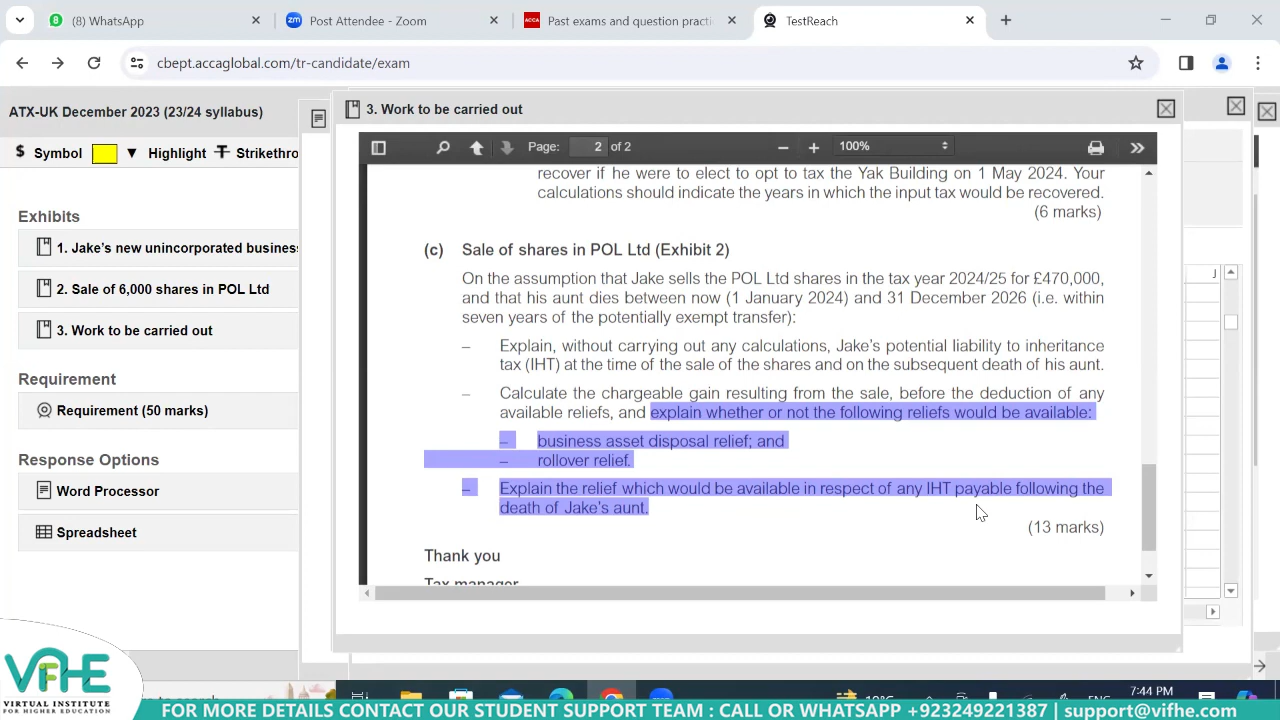 (8) WhatsApp
Post Attendee - Zoom
Past exams and question practi
TestReach
cbept.accaglobal.com/tr-candidate/exam
ATX-UK December 2023 (23/24 syllabus)
Symbol
Highlight
Strikethro
Exhibits
1. Jake's new unincorporated busines
2. Sale of 6,000 shares in POL Ltd
3. Work to be carried out
Requirement
Requirement (50 marks)
Response Options
Word Processor
Spreadsheet
3. Work to be carried out
Page: 2 of 2
100%
recover if he were to elect to opt to tax the Yak Building on 1 May 2024. Your
calculations should indicate the years in which the input tax would be recovered.
(6 marks)
(c) Sale of shares in POL Ltd (Exhibit 2)
On the assumption that Jake sells the POL Ltd shares in the tax year 2024/25 for £470,000,
and that his aunt dies between now (1 January 2024) and 31 December 2026 (i.e. within
seven years of the potentially exempt transfer):
– Explain, without carrying out any calculations, Jake's potential liability to inheritance
tax (IHT) at the time of the sale of the shares and on the subsequent death of his aunt.
– Calculate the chargeable gain resulting from the sale, before the deduction of any
available reliefs, and explain whether or not the following reliefs would be available:
– business asset disposal relief; and
– rollover relief.
– Explain the relief which would be available in respect of any IHT payable following the
death of Jake's aunt.
(13 marks)
Thank you
Tax manager
J
7:44 PM
ENG
VFHE
VIRTUAL INSTITUTE
FOR HIGHER EDUCATION
FOR MORE DETAILS CONTACT OUR STUDENT SUPPORT TEAM : CALL OR WHATSAPP +923249221387 | support@vifhe.com